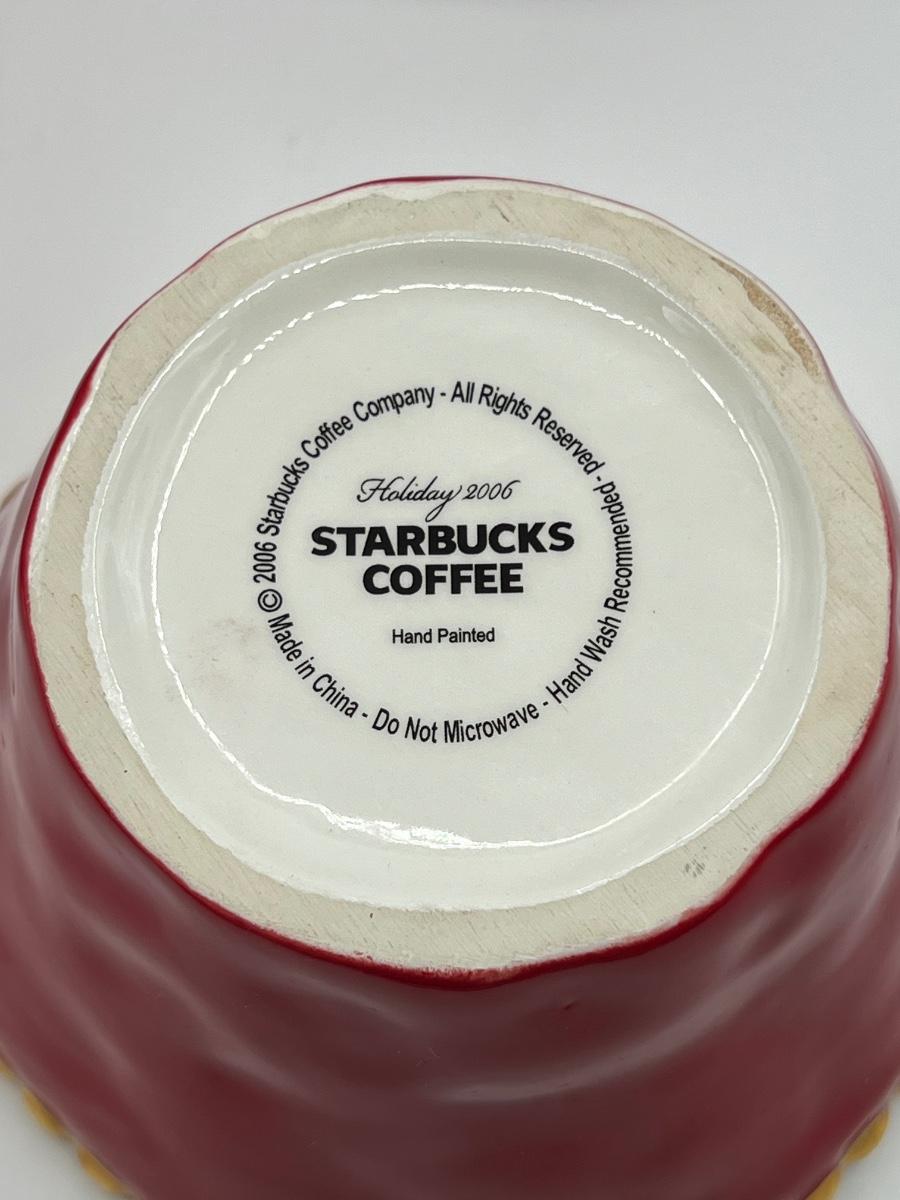 © 2006 Starbucks Coffee Company - All Rights Reserved -
Holiday 2006
STARBUCKS
COFFEE
Hand Painted
Made in China - Do Not Microwave - Hand Wash Recommended -